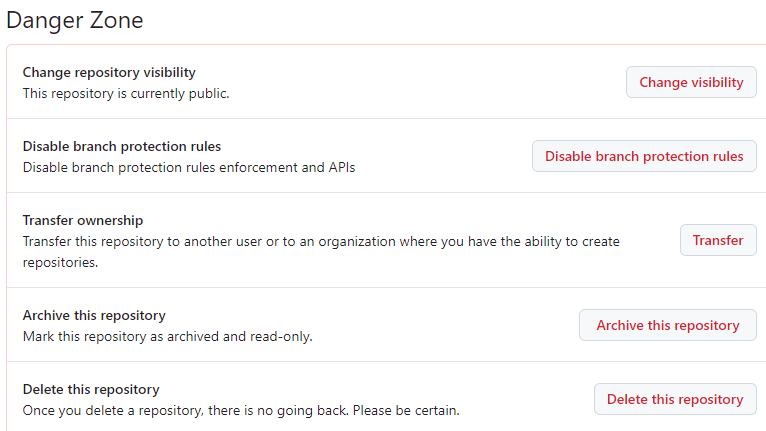 Danger Zone
Change repository visibility
This repository is currently public.
Change visibility
Disable branch protection rules
Disable branch protection rules enforcement and APIs
Disable branch protection rules
Transfer ownership
Transfer this repository to another user or to an organization where you have the ability to create
repositories.
Transfer
Archive this repository
Mark this repository as archived and read-only.
Archive this repository
Delete this repository
Once you delete a repository, there is no going back. Please be certain.
Delete this repository